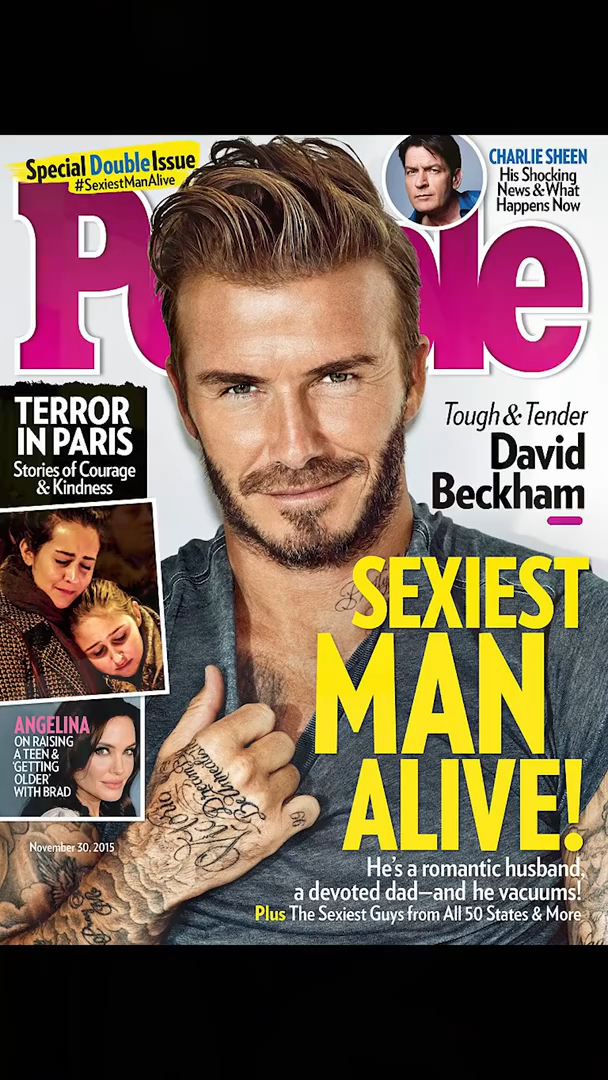 Special Double Issue
#SexiestManAlive
CHARLIE SHEEN
His Shocking
News & What
Happens Now
People
TERROR
IN PARIS
Stories of Courage
& Kindness
Tough & Tender
David
Beckham
SEXIEST
MAN
ALIVE!
ANGELINA
ON RAISING
A TEEN &
'GETTING
OLDER'
WITH BRAD
November 30, 2015
He's a romantic husband,
a devoted dad—and he vacuums!
Plus The Sexiest Guys from All 50 States & More
Victoria